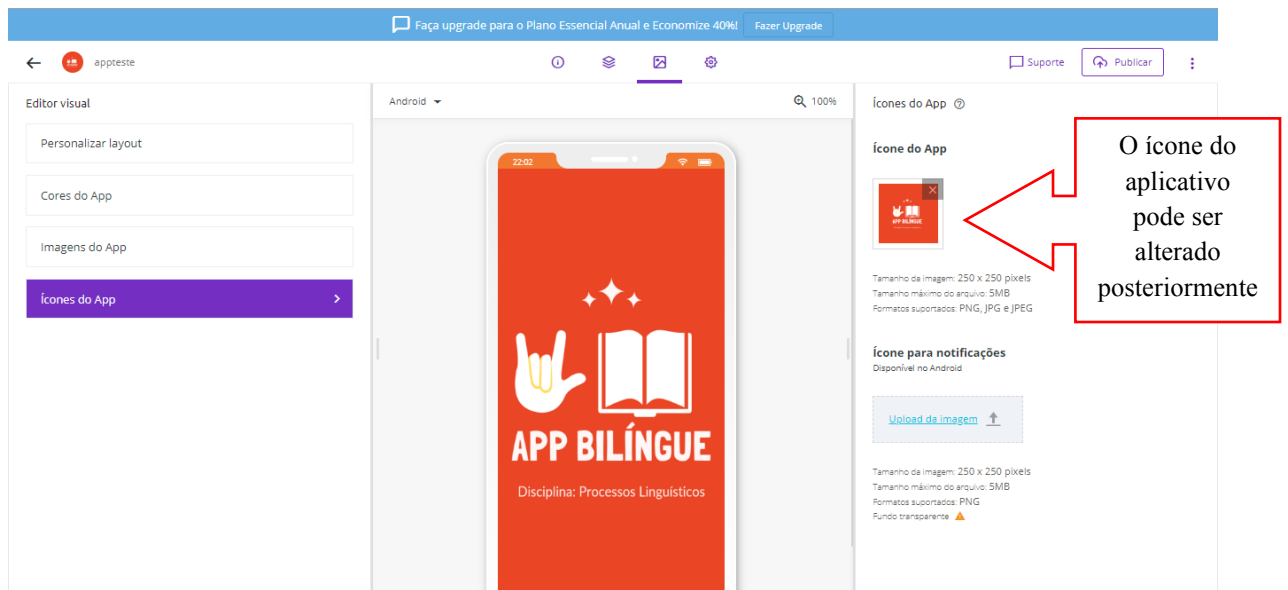 Faça upgrade para o Plano Essencial Anual e Economize 40%! Fazer Upgrade
appteste
Suporte
Publicar
Editor visual
Personalizar layout
Cores do App
Imagens do App
Ícones do App
Android
100%
22:02
APP BILÍNGUE
Disciplina: Processos Linguísticos
Ícones do App
Ícone do App
APP BILÍNGUE
Tamanho da imagem: 250 x 250 pixels
Tamanho máximo do arquivo: 5MB
Formatos suportados: PNG, JPG e JPEG
Ícone para notificações
Disponível no Android
Upload da imagem
Tamanho da imagem: 250 x 250 pixels
Tamanho máximo do arquivo: 5MB
Formatos suportados: PNG
Fundo transparente
O ícone do
aplicativo
pode ser
alterado
posteriormente